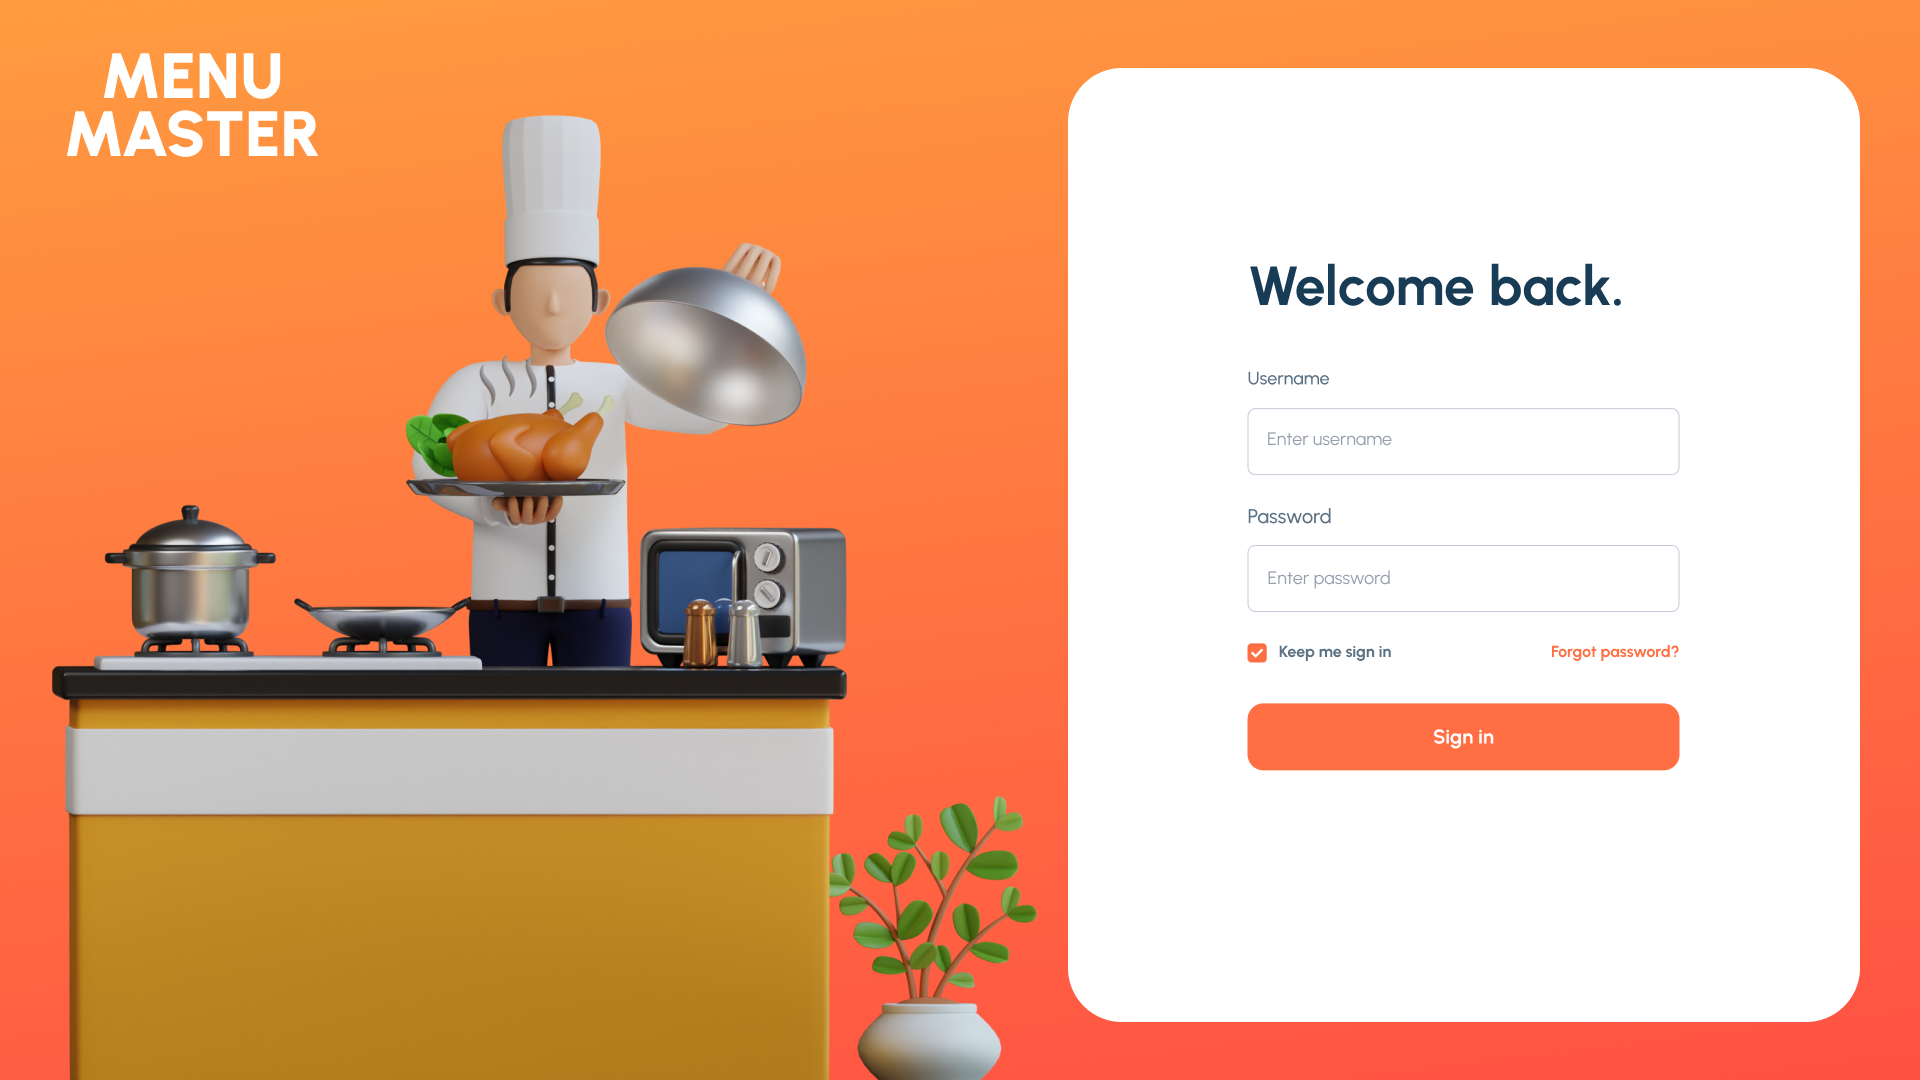 MENU
MASTER
Welcome back.
Username
Enter username
Password
Enter password
Keep me sign in
Forgot password?
Sign in